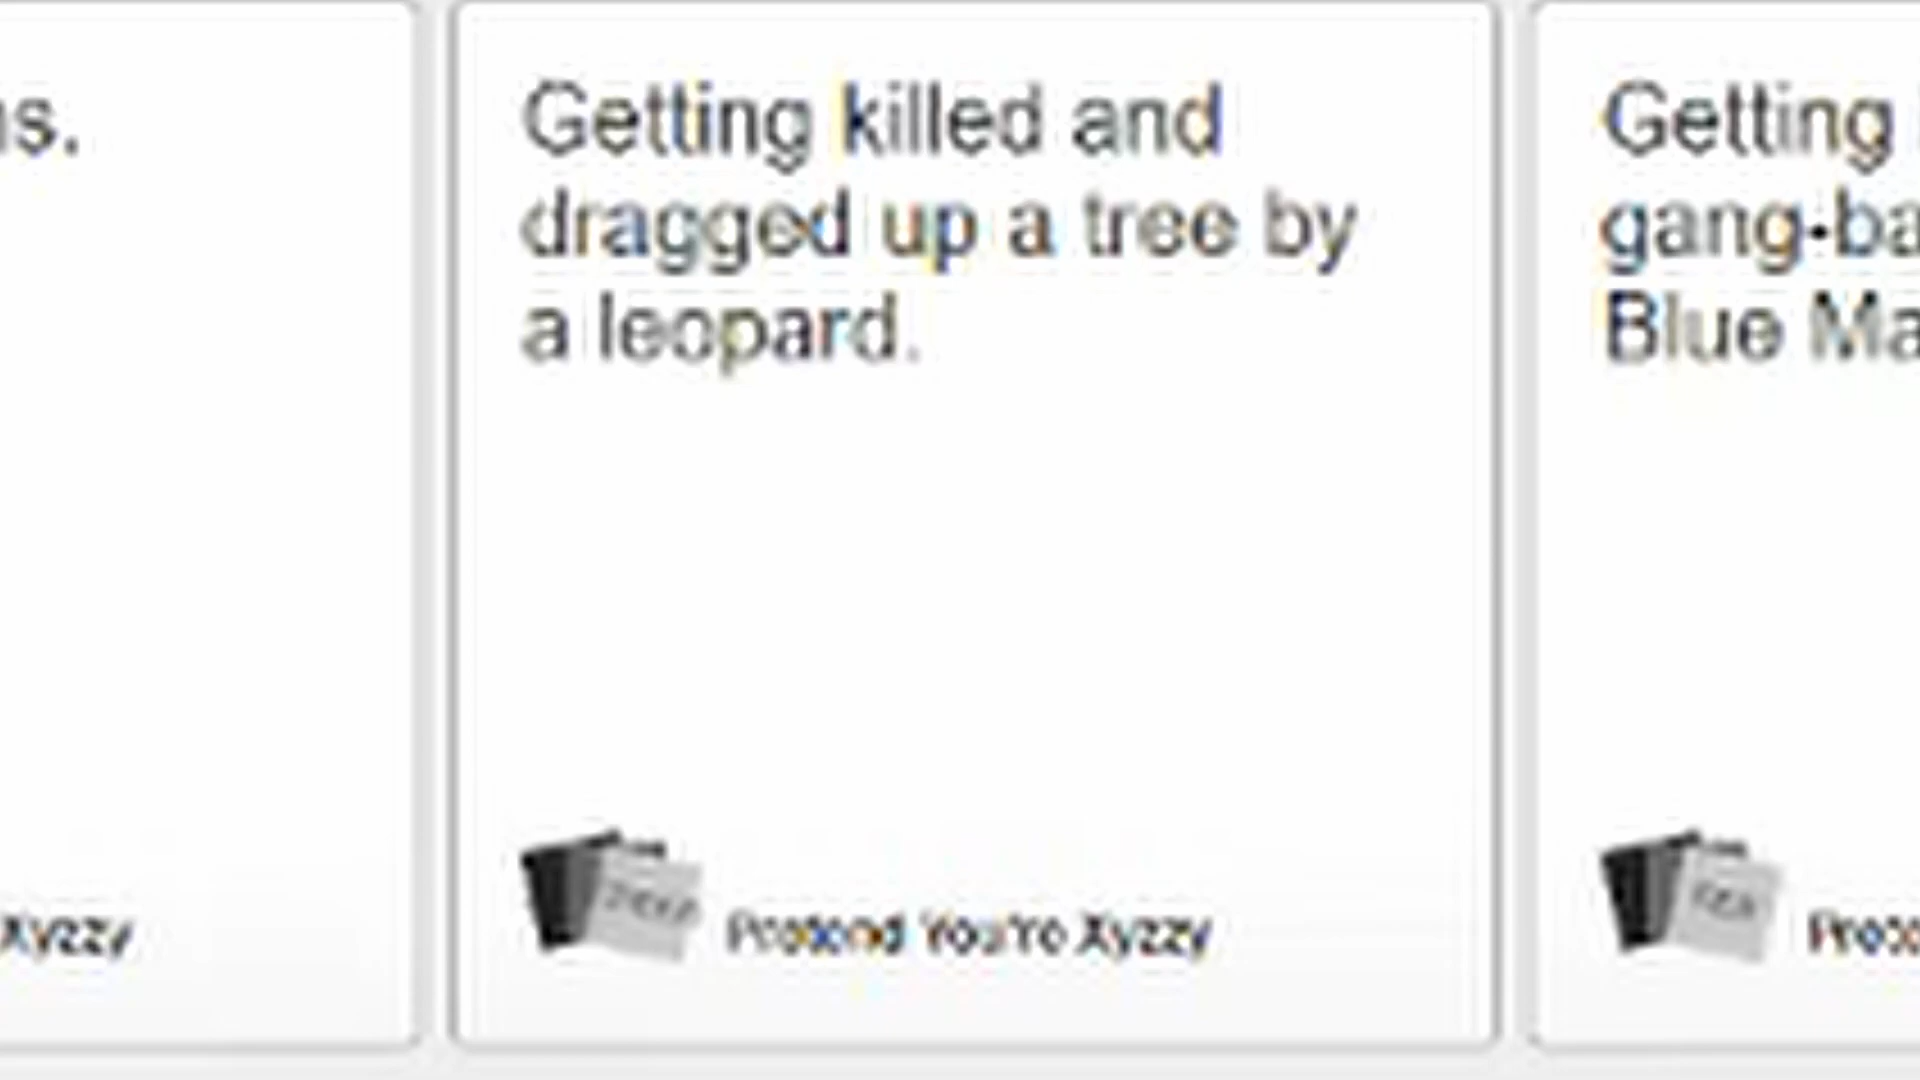 s.
Xyzzy
Getting killed and
dragged up a tree by
a leopard.
Pretend You're Xyzzy
Getting
gang-ba
Blue Ma